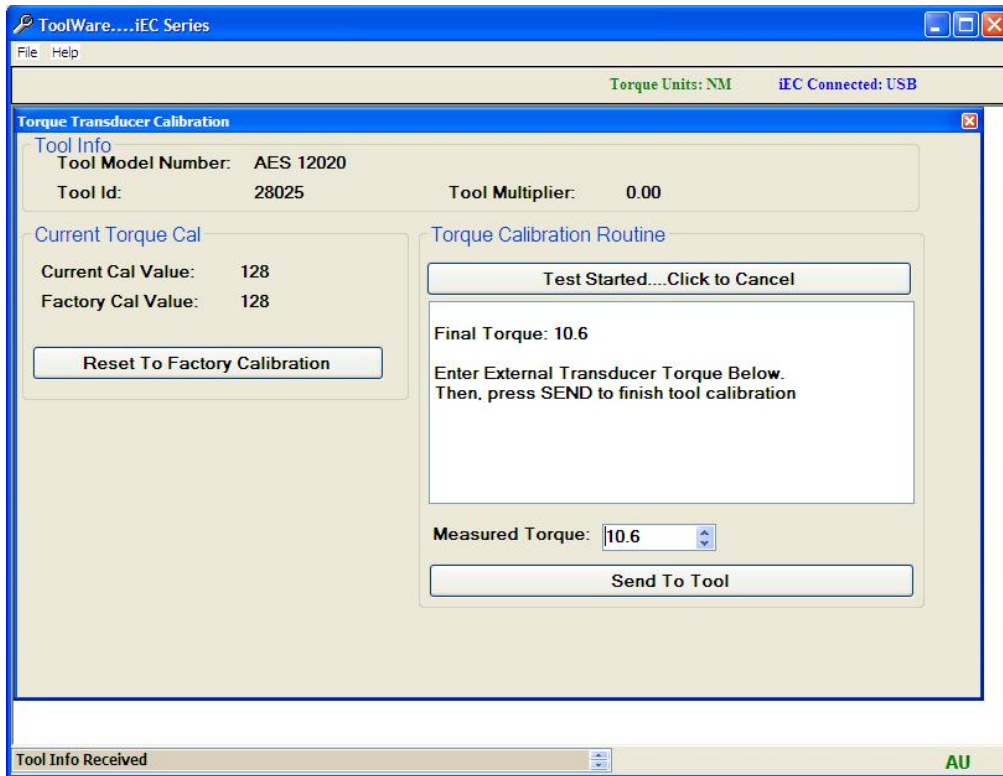 ToolWare....iEC Series
File Help
Torque Units: NM iEC Connected: USB
Torque Transducer Calibration
Tool Info
Tool Model Number: AES 12020
Tool Id: 28025 Tool Multiplier: 0.00
Current Torque Cal
Current Cal Value: 128
Factory Cal Value: 128
Reset To Factory Calibration
Torque Calibration Routine
Test Started....Click to Cancel
Final Torque: 10.6
Enter External Transducer Torque Below.
Then, press SEND to finish tool calibration
Measured Torque: 10.6
Send To Tool
Tool Info Received
AU